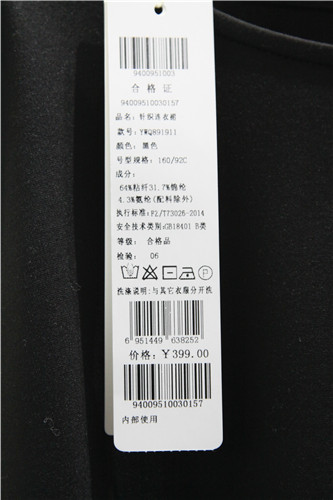 9400951003
合格证
94009510030157
品名：针织连衣裙
款号：YWQ891911
颜色：黑色
号型规格：160/92C
成分：
64%粘纤31.7%锦纶
4.3%氨纶(配料除外)
执行标准:FZ/T73026-2014
安全技术类别:GB18401 B类
等级： 合格品
检验： 06
洗涤说明:与其它衣服分开洗
6 951449 638252
价格：￥399.00
94009510030157
内部使用